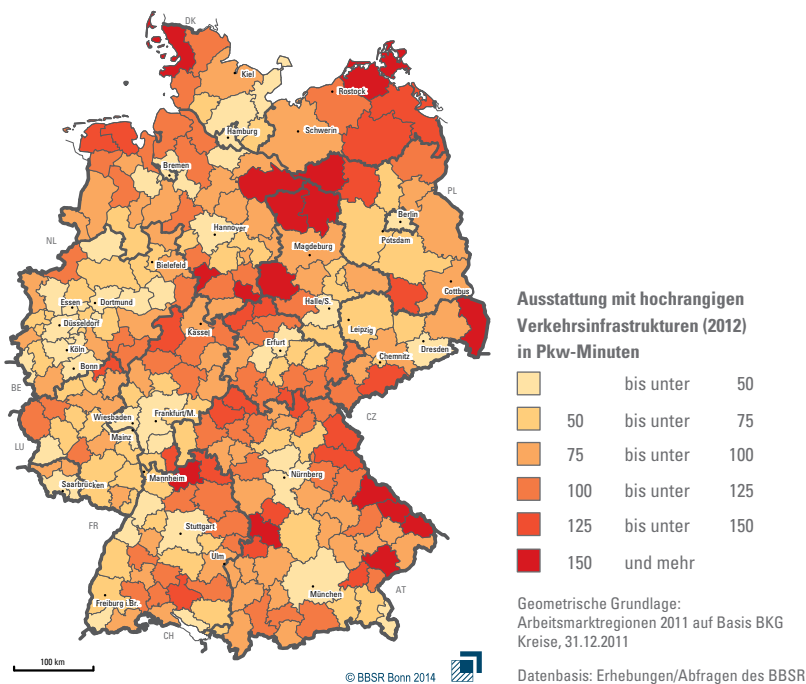 DK
Kiel
Rostock
Hamburg
Schwerin
Bremen
PL
Berlin
NL
Hannover
Potsdam
Magdeburg
Bielefeld
Cottbus
Essen
Dortmund
Halle/S.
Düsseldorf
Leipzig
Kassel
Dresden
Erfurt
Köln
Chemnitz
Bonn
BE
Frankfurt/M.
CZ
Wiesbaden
Mainz
LU
Nürnberg
Mannheim
Saarbrücken
FR
Stuttgart
Ulm
München
AT
Freiburg i.Br.
CH
100 km
© BBSR Bonn 2014
Ausstattung mit hochrangigen
Verkehrsinfrastrukturen (2012)
in Pkw-Minuten
bis unter 50
50 bis unter 75
75 bis unter 100
100 bis unter 125
125 bis unter 150
150 und mehr
Geometrische Grundlage:
Arbeitsmarktregionen 2011 auf Basis BKG
Kreise, 31.12.2011
Datenbasis: Erhebungen/Abfragen des BBSR